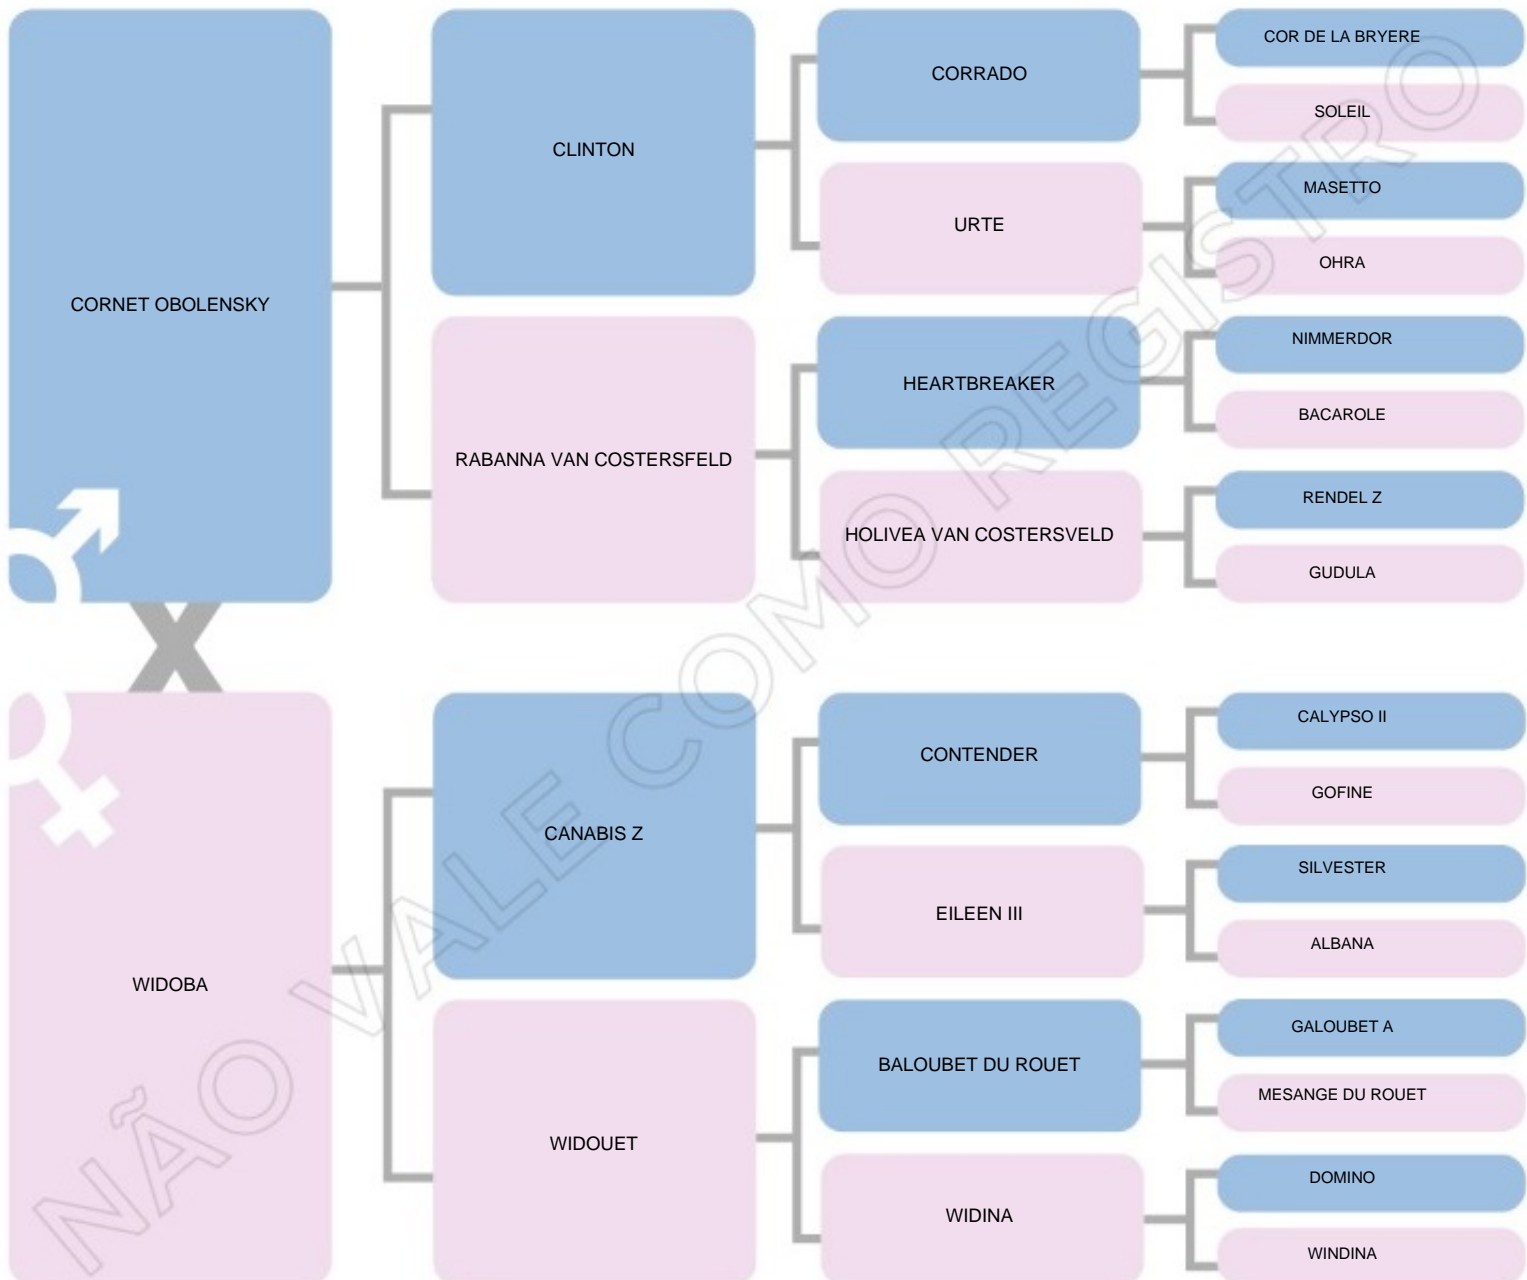 COR DE LA BRYERE
CORRADO
SOLEIL
CLINTON
MASETTO
URTE
OHRA
CORNET OBOLENSKY
NIMMERDOR
HEARTBREAKER
BACAROLE
RABANNA VAN COSTERSFELD
RENDEL Z
HOLIVEA VAN COSTERSVELD
GUDULA
X
CALYPSO II
CONTENDER
GOFINE
CANABIS Z
SILVESTER
EILEEN III
ALBANA
WIDOBA
GALOUBET A
BALOUBET DU ROUET
MESANGE DU ROUET
WIDOUET
DOMINO
WIDINA
WINDINA
NÃO VALE COMO REGISTRO